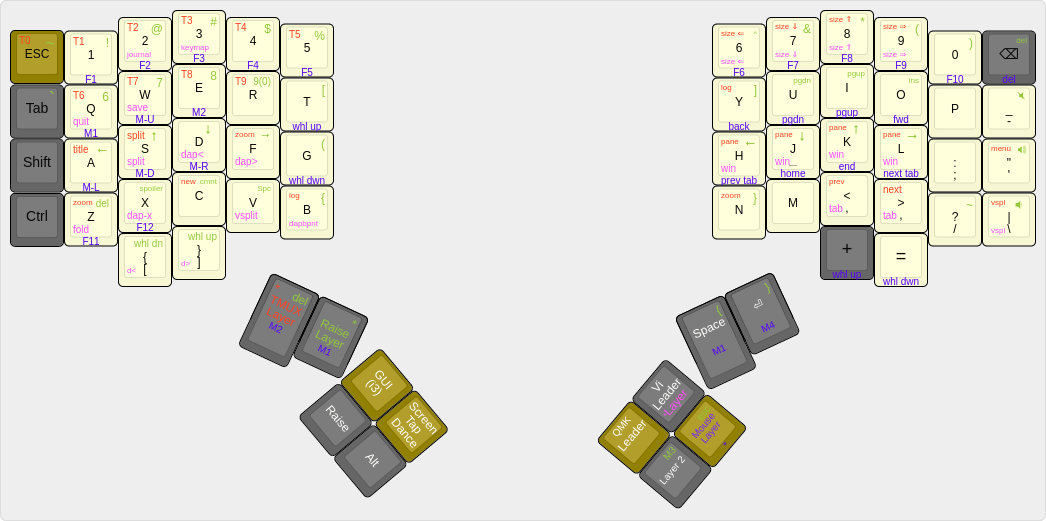 T0 ~
ESC
T1 !
1
F1
T2 @
2
journal
F2
T3 #
3
keymap
F3
T4 $
4
F4
T5 %
5
F5
Tab `
T6 6
Q
quit
M1
T7 7
W
save
M-U
T8 8
E
M2
T9 9(0)
R
[
T
whl up
Shift
title ←
A
M-L
split ↑
S
split
M-D
↓
D
dap<
M-R
zoom →
F
dap>
(
G
whl dwn
Ctrl
zoom del
Z
fold
F11
spoiler
X
dap-x
F12
new cmnt
C
Spc
V
vsplit
log {
B
dapbpnt
whl dn
{
[
d<
whl up
}
]
d>
del
Layer
M2
*
Raise
Layer
M1
GUI
(i3)
Raise
Screen
Tap
Dance
Alt
size ⇐ ^
6
size ⇐
F6
size ⇓ &
7
size ⇓
F7
size ⇑ *
8
size ⇑
F8
size ⇒ (
9
size ⇒
F9
)
0
F10
del
⌫
del
log ]
Y
back
pgdn
U
pgdn
pgup
I
pgup
ins
O
fwd
P
_
-
pane ←
H
win
prev tab
pane ↓
J
win_
home
pane ↑
K
win
end
pane →
L
win
next tab
:
;
menu
"
'
zoom }
N
M
prev
<
,
tab
next
>
,
tab
~
?
/
vspl
|
\
vspl
+
whl up
=
whl dwn
(
Space
M1
)
⏎
M4
Vi
Leader
+Layer
QMK
Leader
Mouse
Layer
M3
Layer 2